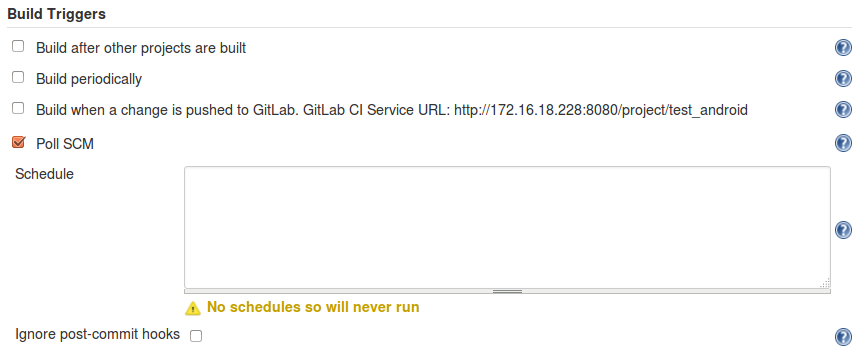 Build Triggers
Build after other projects are built
Build periodically
Build when a change is pushed to GitLab. GitLab CI Service URL: http://172.16.18.228:8080/project/test_android
Poll SCM
Schedule
No schedules so will never run
Ignore post-commit hooks